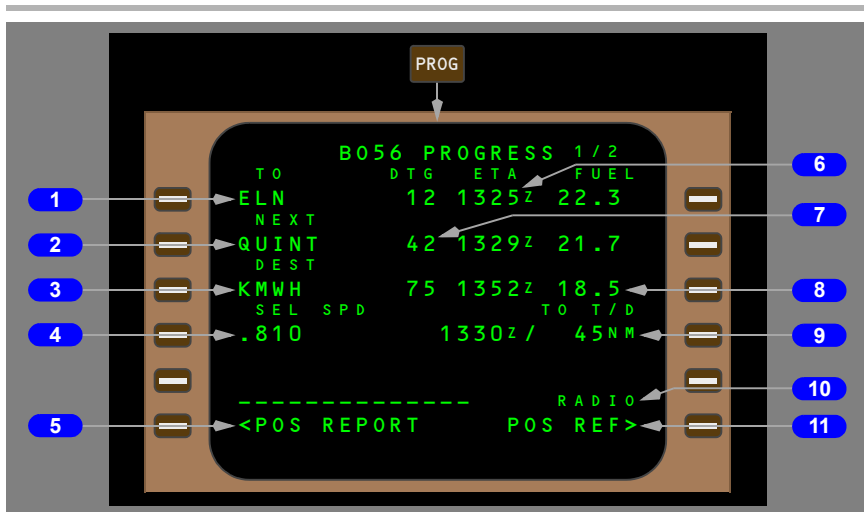 PROG
BO56 PROGRESS 1/2
TO DTG ETA FUEL
ELN 12 1325Z 22.3
NEXT
QUINT 42 1329Z 21.7
DEST
KMWH 75 1352Z 18.5
SEL SPD TO T/D
.810 1330Z/ 45NM
-------------- RADIO
<POS REPORT POS REF>
1
2
3
4
5
6
7
8
9
10
11